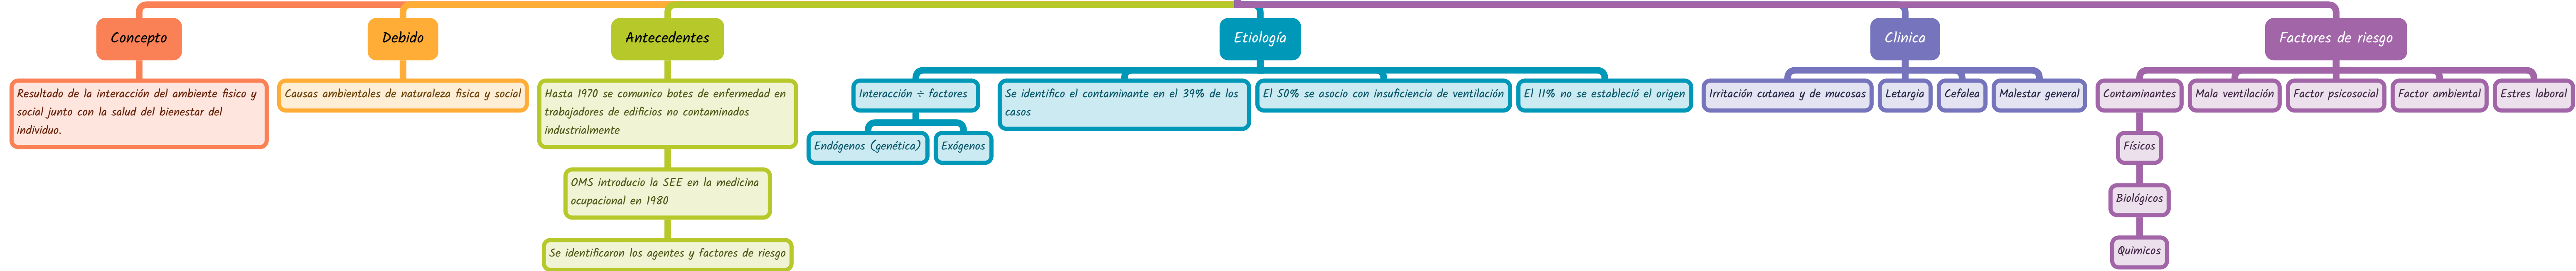 Concepto
Resultado de la interacción del ambiente fisico y
social junto con la salud del bienestar del
individuo.
Debido
Causas ambientales de naturaleza fisica y social
Antecedentes
Hasta 1970 se comunico botes de enfermedad en
trabajadores de edificios no contaminados
industrialmente
OMS introducio la SEE en la medicina
ocupacional en 1980
Se identificaron los agentes y factores de riesgo
Etiología
Interacción ÷ factores
Endógenos (genética)
Exógenos
Se identifico el contaminante en el 39% de los
casos
El 50% se asocio con insuficiencia de ventilación
El 11% no se estableció el origen
Clinica
Irritación cutanea y de mucosas
Letargia
Cefalea
Malestar general
Factores de riesgo
Contaminantes
Físicos
Biológicos
Quimicos
Mala ventilación
Factor psicosocial
Factor ambiental
Estres laboral